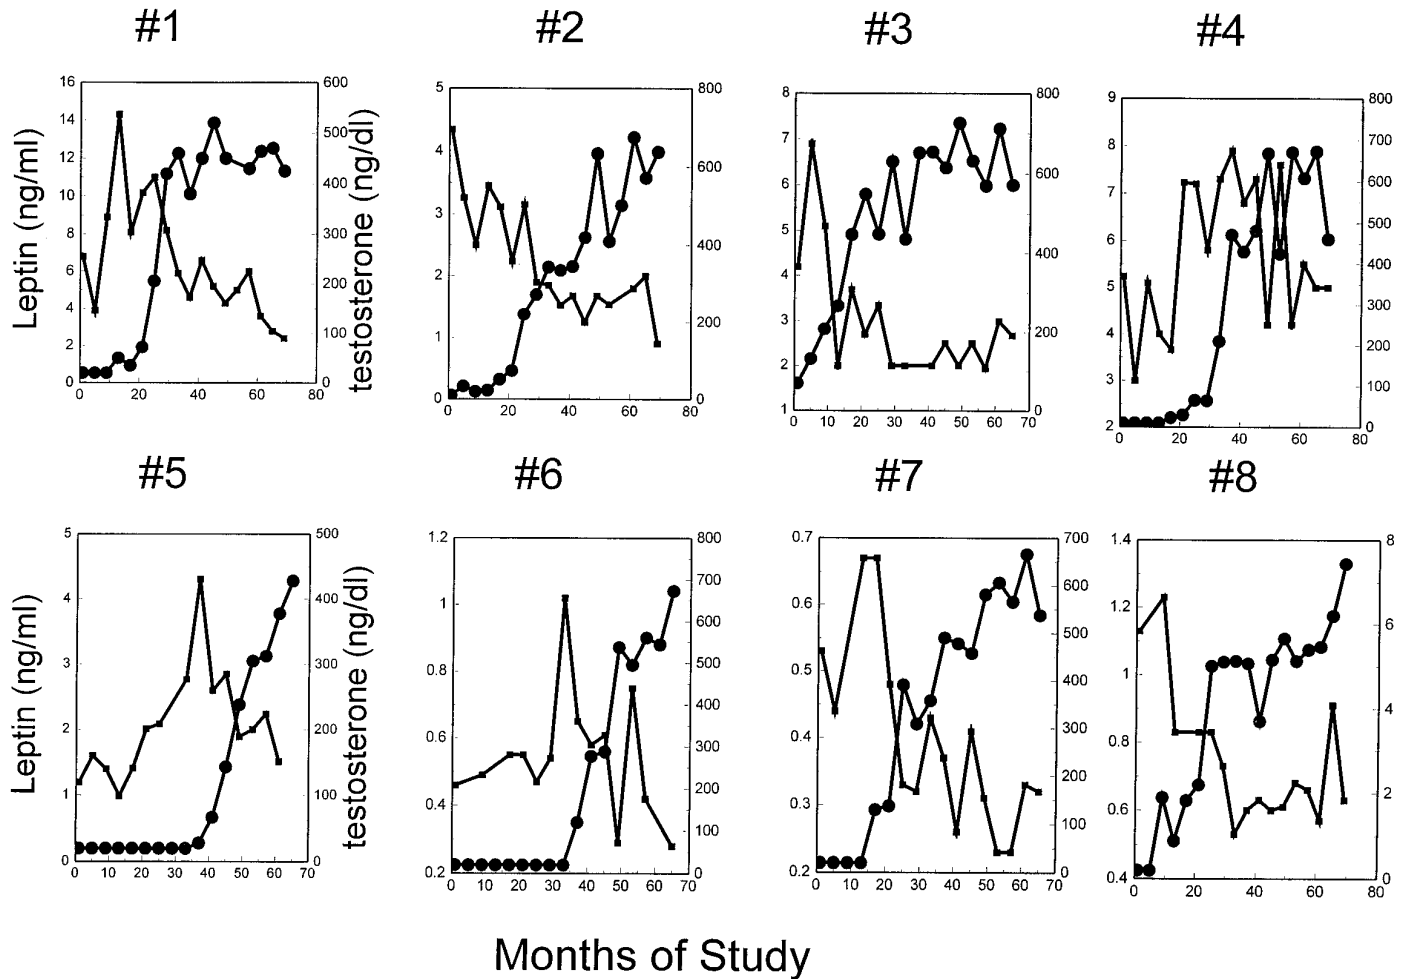 #1 #2 #3 #4
Leptin (ng/ml)
16 14 12 10 8 6 4 2 0
0 20 40 60 80
600 500 400 300 200 100 0
testosterone (ng/dl)
5 4 3 2 1 0
0 20 40 60 80
800 600 400 200 0
8 7 6 5 4 3 2 1
0 10 20 30 40 50 60 70
800 600 400 200 0
9 8 7 6 5 4 3 2
0 20 40 60 80
800 700 600 500 400 300 200 100 0
#5 #6 #7 #8
Leptin (ng/ml)
5 4 3 2 1 0
0 10 20 30 40 50 60 70
500 400 300 200 100 0
testosterone (ng/dl)
1.2 1 0.8 0.6 0.4 0.2
0 10 20 30 40 50 60 70
800 700 600 500 400 300 200 100 0
0.7 0.6 0.5 0.4 0.3 0.2
0 10 20 30 40 50 60 70
700 600 500 400 300 200 100 0
1.4 1.2 1 0.8 0.6 0.4
0 20 40 60 80
8 6 4 2 0
Months of Study